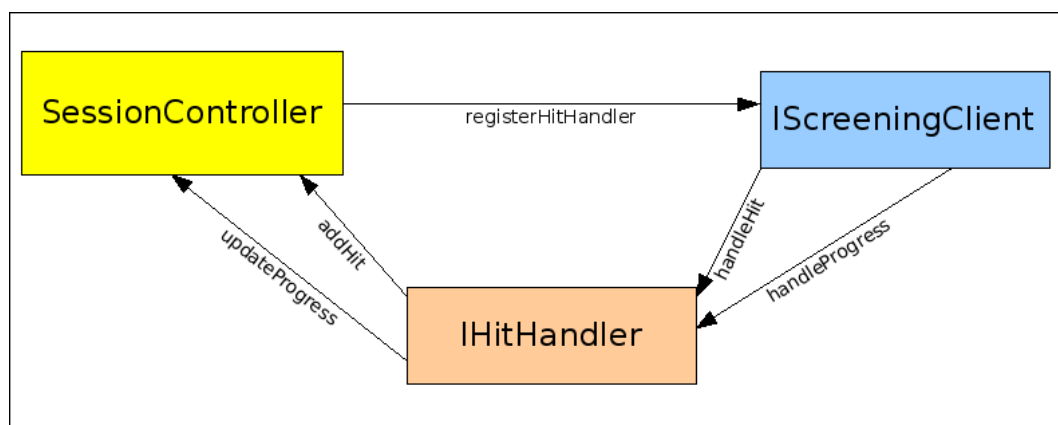 SessionController
IScreeningClient
registerHitHandler
addHit
updateProgress
handleHit
handleProgress
IHitHandler